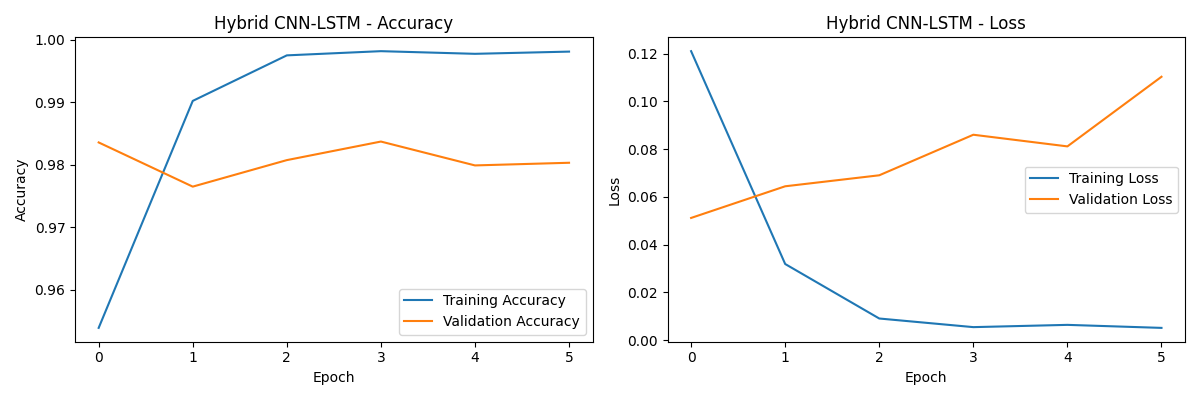 Hybrid CNN-LSTM - Accuracy
1.00
0.99
0.98
0.97
0.96
Accuracy
Training Accuracy
Validation Accuracy
0 1 2 3 4 5
Epoch
Hybrid CNN-LSTM - Loss
0.12
0.10
0.08
0.06
0.04
0.02
0.00
Loss
Training Loss
Validation Loss
0 1 2 3 4 5
Epoch